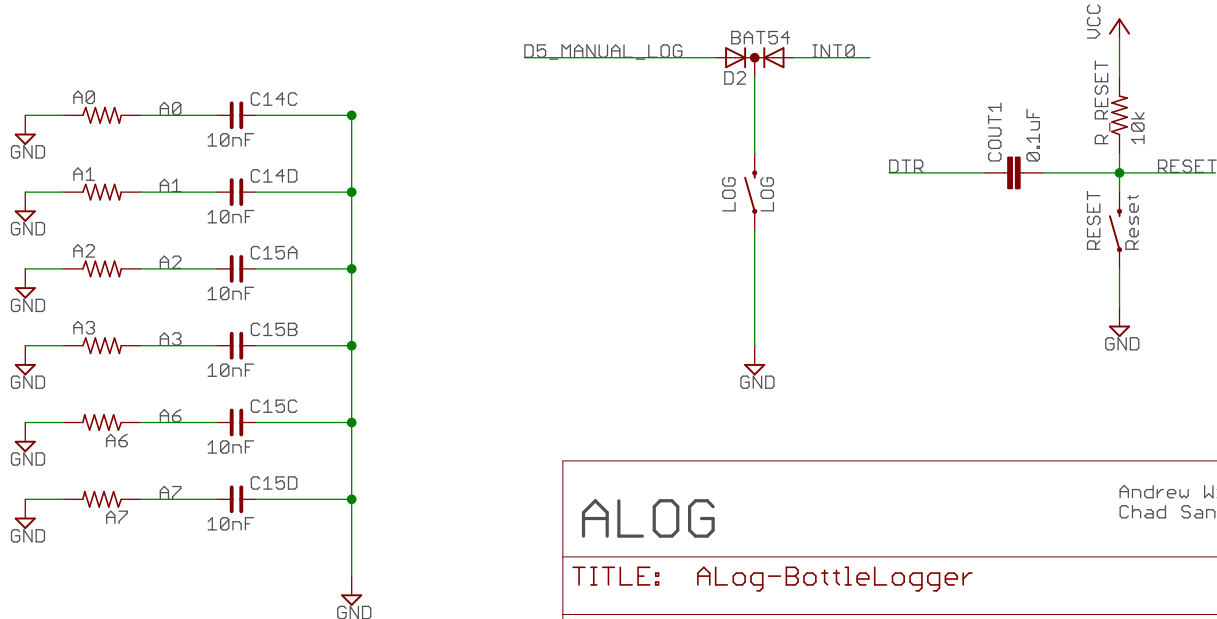 A0
A0
C14C
10nF
GND
A1
A1
C14D
10nF
GND
A2
A2
C15A
10nF
GND
A3
A3
C15B
10nF
GND
A6
A6
C15C
10nF
GND
A7
A7
C15D
10nF
GND
GND
D5_MANUAL_LOG
BAT54
INT0
D2
LOG
LOG
GND
VCC
R_RESET
10k
COUT1
0.1uF
DTR
RESET
RESET
Reset
GND
ALOG
Andrew
Chad San
TITLE: ALog-BottleLogger